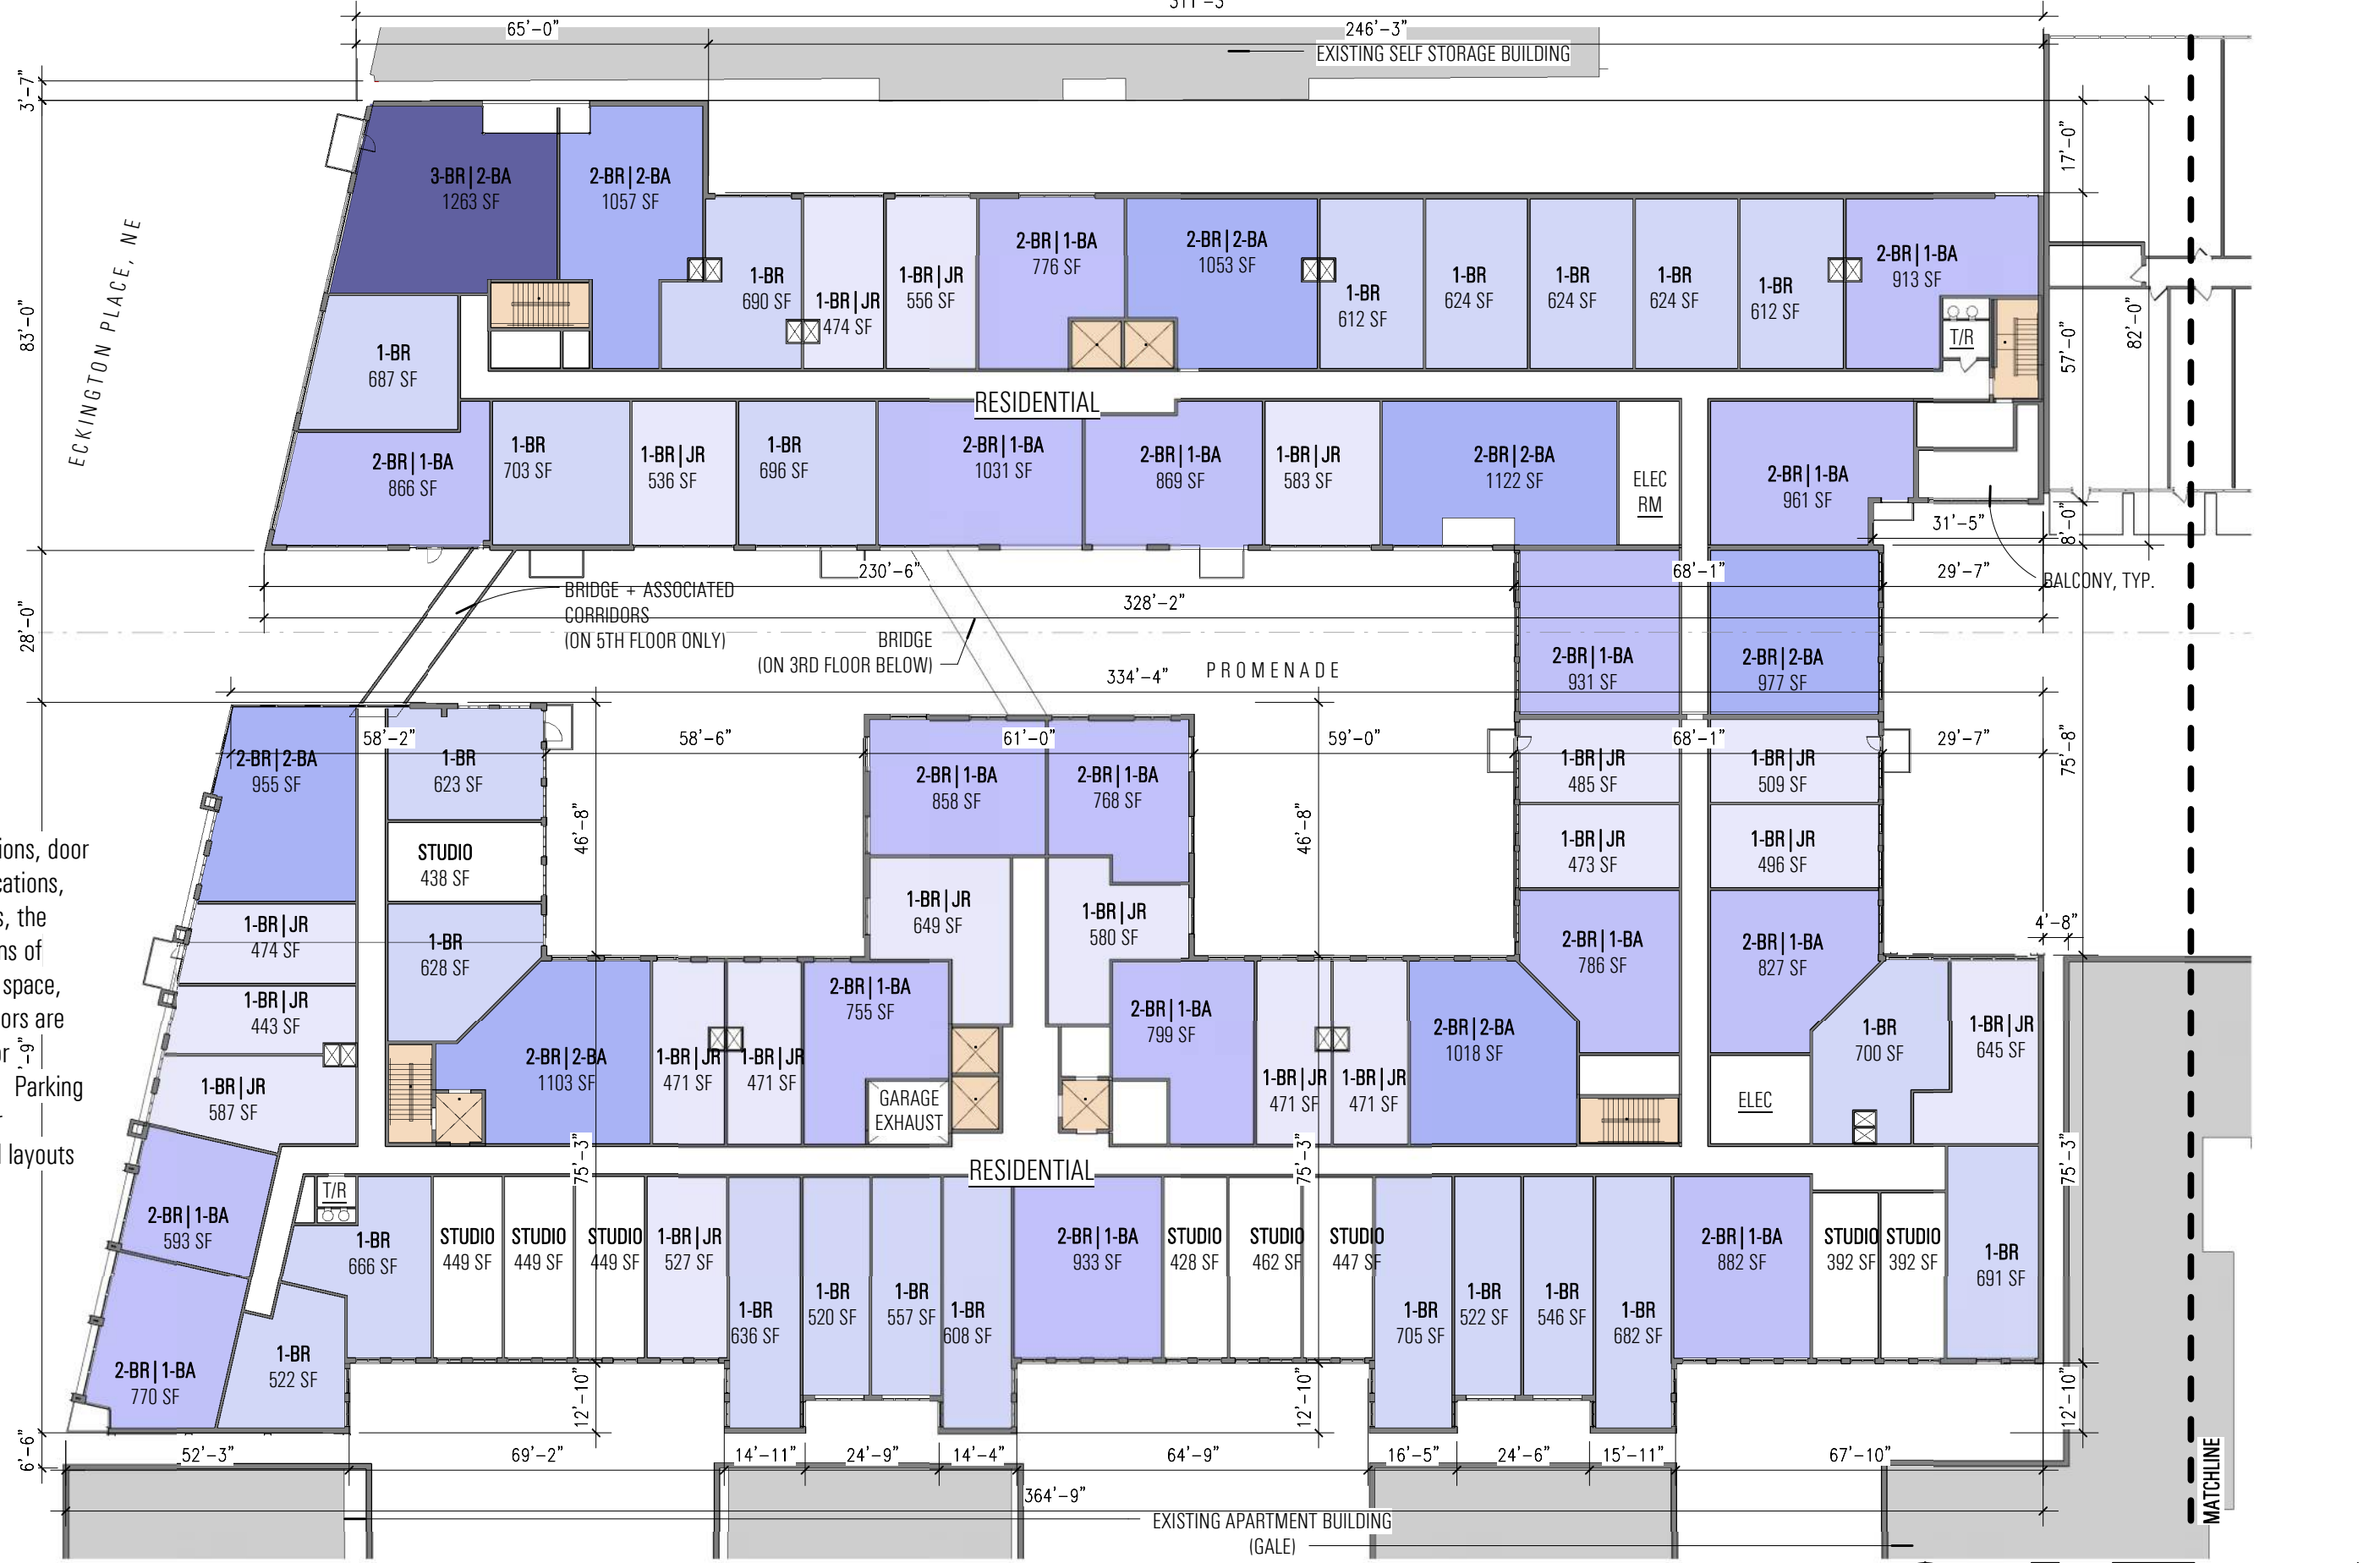 311'-3"
65'-0"
246'-3"
EXISTING SELF STORAGE BUILDING
3'-7"
17'-0"
3-BR|2-BA
1263 SF
2-BR|2-BA
1057 SF
ECKINGTON PLACE, NE
83'-0"
1-BR
690 SF
1-BR|JR
474 SF
1-BR|JR
556 SF
2-BR|1-BA
776 SF
2-BR|2-BA
1053 SF
1-BR
612 SF
1-BR
624 SF
1-BR
624 SF
1-BR
624 SF
1-BR
612 SF
2-BR|1-BA
913 SF
T/R
57'-0"
82'-0"
1-BR
687 SF
RESIDENTIAL
2-BR|1-BA
866 SF
1-BR
703 SF
1-BR|JR
536 SF
1-BR
696 SF
2-BR|1-BA
1031 SF
2-BR|1-BA
869 SF
1-BR|JR
583 SF
2-BR|2-BA
1122 SF
ELEC
RM
2-BR|1-BA
961 SF
31'-5"
8'-0"
BALCONY, TYP.
28'-0"
230'-6"
68'-1"
29'-7"
BRIDGE + ASSOCIATED
CORRIDORS
(ON 5TH FLOOR ONLY)
328'-2"
BRIDGE
(ON 3RD FLOOR BELOW)
PROMENADE
334'-4"
2-BR|1-BA
931 SF
2-BR|2-BA
977 SF
58'-2"
58'-6"
61'-0"
59'-0"
68'-1"
29'-7"
75'-8"
2-BR|2-BA
955 SF
1-BR
623 SF
2-BR|1-BA
858 SF
2-BR|1-BA
768 SF
1-BR|JR
485 SF
1-BR|JR
509 SF
46'-8"
46'-8"
STUDIO
438 SF
1-BR|JR
473 SF
1-BR|JR
496 SF
ions, door
cations,
s, the
ns of
space,
ors are
or
Parking
r
layouts
-9"
1-BR|JR
474 SF
1-BR
628 SF
1-BR|JR
649 SF
1-BR|JR
580 SF
2-BR|1-BA
786 SF
2-BR|1-BA
827 SF
4'-8"
1-BR|JR
443 SF
2-BR|1-BA
755 SF
2-BR|1-BA
799 SF
1-BR|JR
587 SF
2-BR|2-BA
1103 SF
1-BR|JR
471 SF
1-BR|JR
471 SF
GARAGE
EXHAUST
1-BR|JR
471 SF
1-BR|JR
471 SF
2-BR|2-BA
1018 SF
ELEC
1-BR
700 SF
1-BR|JR
645 SF
75'-3"
RESIDENTIAL
75'-3"
75'-3"
2-BR|1-BA
593 SF
T/R
1-BR
666 SF
STUDIO
449 SF
STUDIO
449 SF
STUDIO
449 SF
1-BR|JR
527 SF
1-BR
636 SF
1-BR
520 SF
1-BR
557 SF
1-BR
608 SF
2-BR|1-BA
933 SF
STUDIO
428 SF
STUDIO
462 SF
STUDIO
447 SF
1-BR
705 SF
1-BR
522 SF
1-BR
546 SF
1-BR
682 SF
2-BR|1-BA
882 SF
STUDIO
392 SF
STUDIO
392 SF
1-BR
691 SF
2-BR|1-BA
770 SF
1-BR
522 SF
12'-10"
12'-10"
12'-10"
6'-6"
52'-3"
69'-2"
14'-11"
24'-9"
14'-4"
64'-9"
16'-5"
24'-6"
15'-11"
67'-10"
364'-9"
EXISTING APARTMENT BUILDING
(GALE)
MATCHLINE